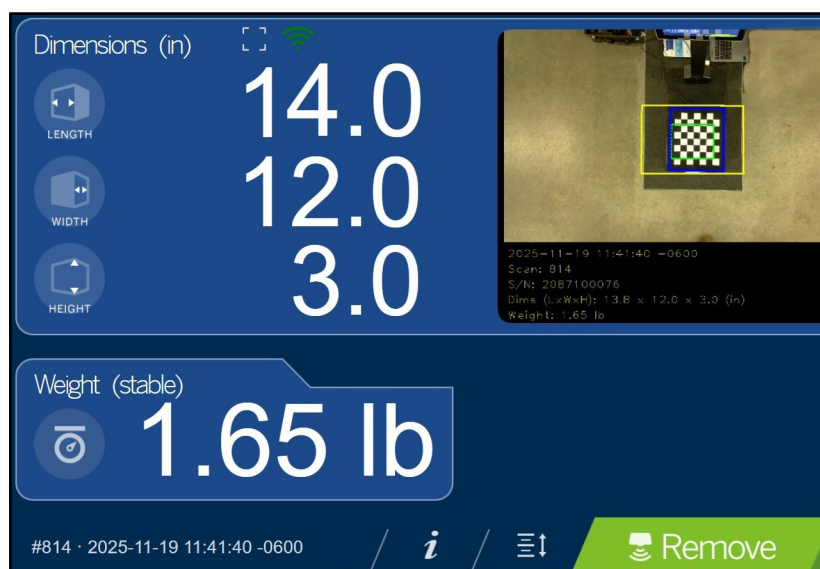 Dimensions (in)
LENGTH
14.0
WIDTH
12.0
HEIGHT
3.0
2025-11-19 11:41:40 -0600
Scan: 814
S/N: 2087100076
Dims (LxWxH): 13.8 x 12.0 x 3.0 (in)
Weight: 1.65 lb
Weight (stable)
1.65 lb
#814 · 2025-11-19 11:41:40 -0600
i
Remove